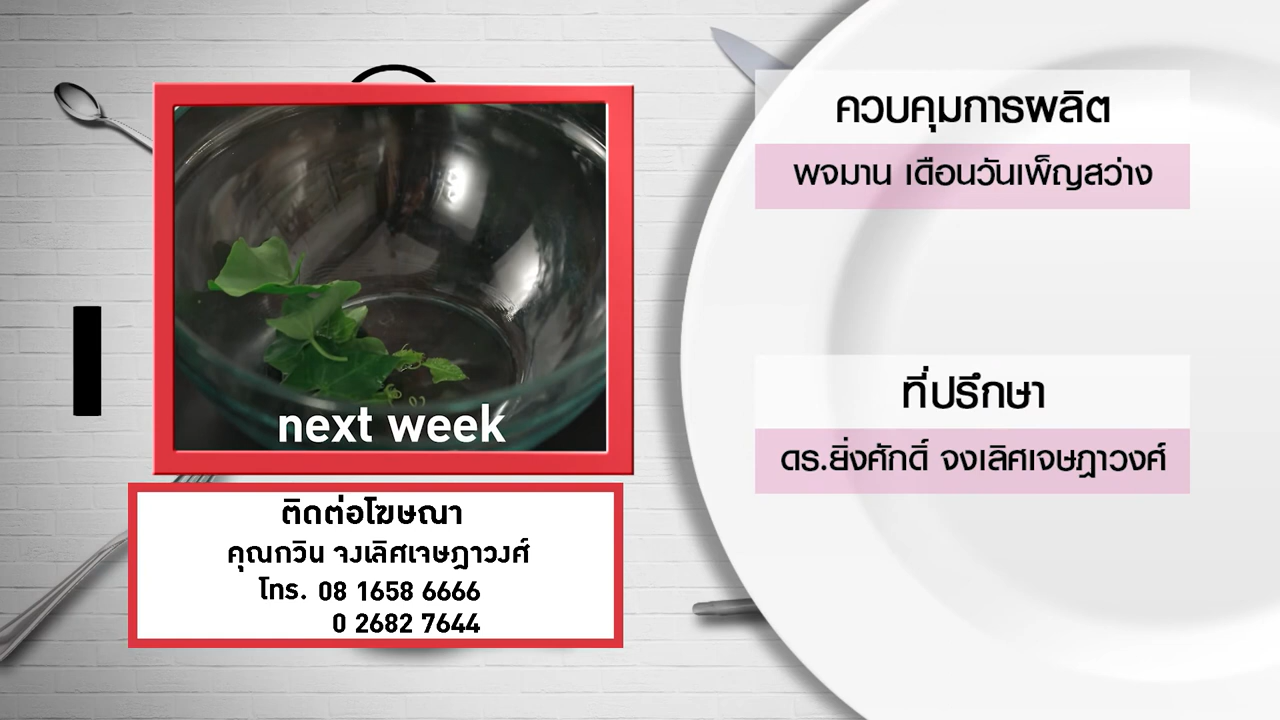 next week
ติดต่อโฆษณา
คุณกวิน จงเลิศเจษฎาวงศ์
โทร. 08 1658 6666
0 2682 7644
ควบคุมการผลิต
พจมาน เดือนวันเพ็ญสว่าง
ที่ปรึกษา
ดร.ยิ่งศักดิ์ จงเลิศเจษฎาวงศ์